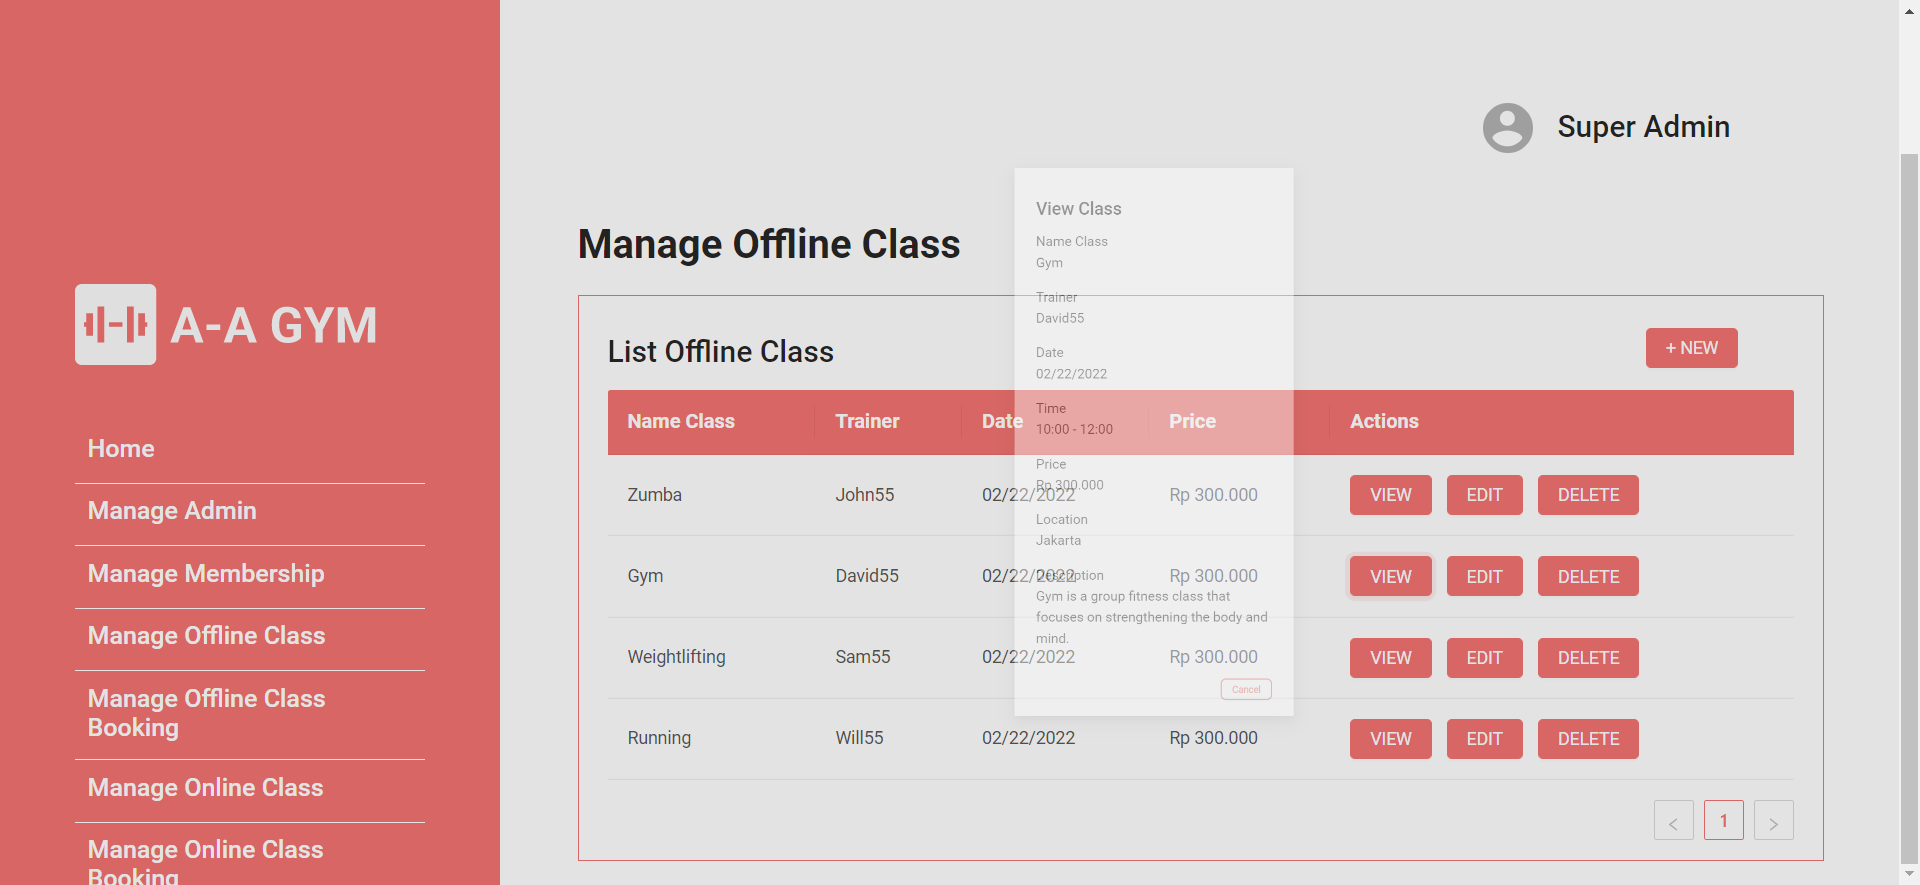 A-A GYM
Home
Manage Admin
Manage Membership
Manage Offline Class
Manage Offline Class
Booking
Manage Online Class
Manage Online Class
Booking
Super Admin
Manage Offline Class
List Offline Class
+ NEW
Name Class Trainer Date Price Actions
Zumba John55 02/22/2022 Rp 300.000 VIEW EDIT DELETE
Gym David55 02/22/2022 Rp 300.000 VIEW EDIT DELETE
Weightlifting Sam55 02/22/2022 Rp 300.000 VIEW EDIT DELETE
Running Will55 02/22/2022 Rp 300.000 VIEW EDIT DELETE
< 1 >
View Class
Name Class
Gym
Trainer
David55
Date
02/22/2022
Time
10:00 - 12:00
Price
Rp 300.000
Location
Jakarta
Description
Gym is a group fitness class that
focuses on strengthening the body and
mind.
Cancel